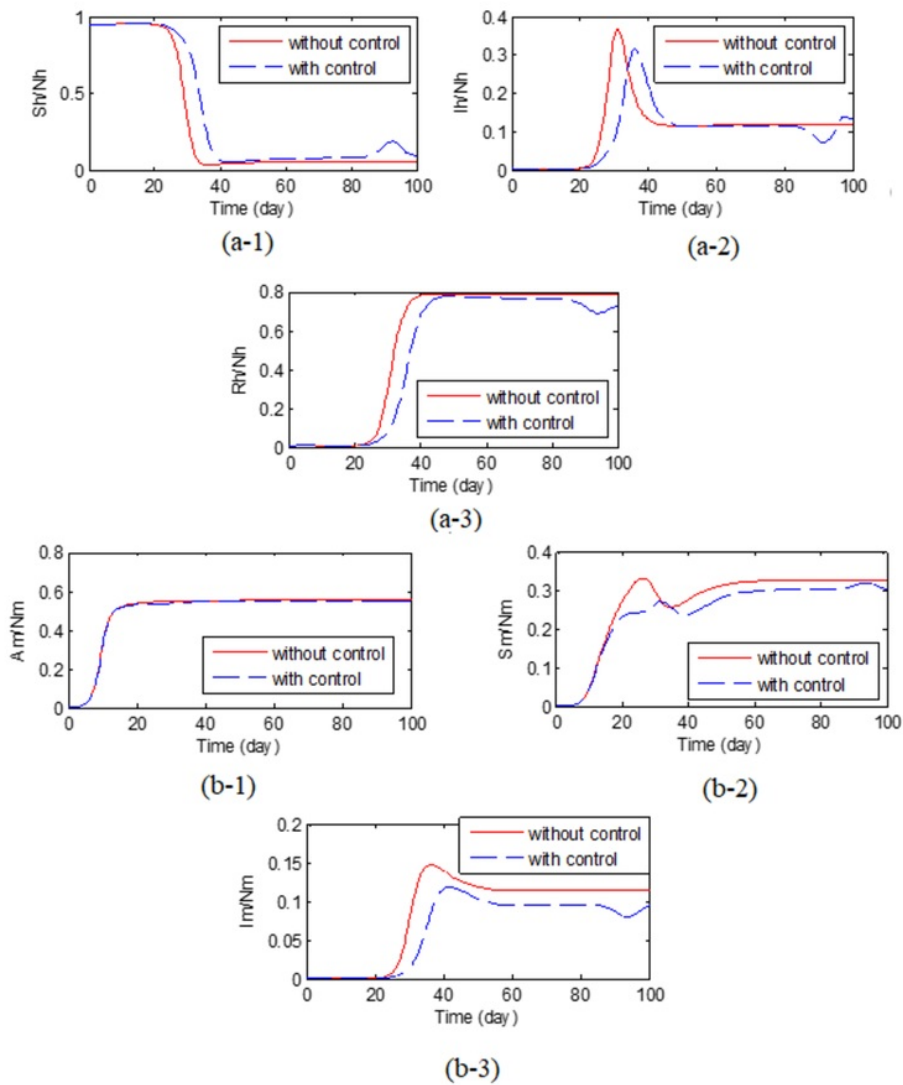 1
0.5
0
Sh/Nh
without control
with control
0 20 40 60 80 100
Time (day)
(a-1)
0.4
0.3
0.2
0.1
0
Ih/Nh
without control
with control
0 20 40 60 80 100
Time (day)
(a-2)
0.8
0.6
0.4
0.2
0
Rh/Nh
without control
with control
0 20 40 60 80 100
Time (day)
(a-3)
0.8
0.6
0.4
0.2
0
Am/Nm
without control
with control
0 20 40 60 80 100
Time (day)
(b-1)
0.4
0.3
0.2
0.1
0
Sm/Nm
without control
with control
0 20 40 60 80 100
Time (day)
(b-2)
0.2
0.15
0.1
0.05
0
Im/Nm
without control
with control
0 20 40 60 80 100
Time (day)
(b-3)